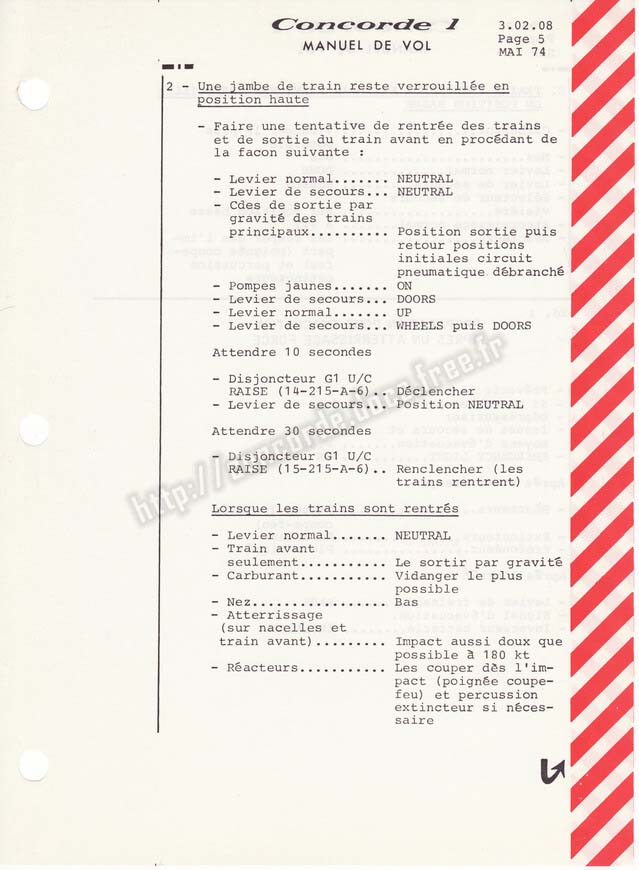 Concorde 1
MANUEL DE VOL
3.02.08
Page 5
MAI 74
2 - Une jambe de train reste verrouillée en
position haute
- Faire une tentative de rentrée des trains
et de sortie du train avant en procédant de
la facon suivante :
- Levier normal....... NEUTRAL
- Levier de secours... NEUTRAL
- Cdes de sortie par
gravité des trains
principaux.......... Position sortie puis
retour positions
initiales circuit
pneumatique débranché
- Pompes jaunes....... ON
- Levier de secours... DOORS
- Levier normal....... UP
- Levier de secours... WHEELS puis DOORS
Attendre 10 secondes
- Disjoncteur G1 U/C
RAISE (14-215-A-6).. Déclencher
- Levier de secours... Position NEUTRAL
Attendre 30 secondes
- Disjoncteur G1 U/C
RAISE (15-215-A-6).. Renclencher (les
trains rentrent)
Lorsque les trains sont rentrés
- Levier normal....... NEUTRAL
- Train avant
seulement........... Le sortir par gravité
- Carburant........... Vidanger le plus
possible
- Nez................. Bas
- Atterrissage
(sur nacelles et
train avant)......... Impact aussi doux que
possible à 180 kt
- Réacteurs........... Les couper dès l'im-
pact (poignée coupe-
feu) et percussion
extincteur si néces-
saire